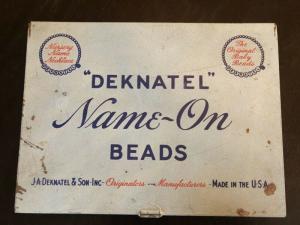 Nursery
Name
Necklace
The
Original
Baby
Beads
"DEKNATEL"
Name-On
BEADS
J·A·DEKNATEL & SON·INC· Originators and Manufacturers · MADE IN THE U.S.A